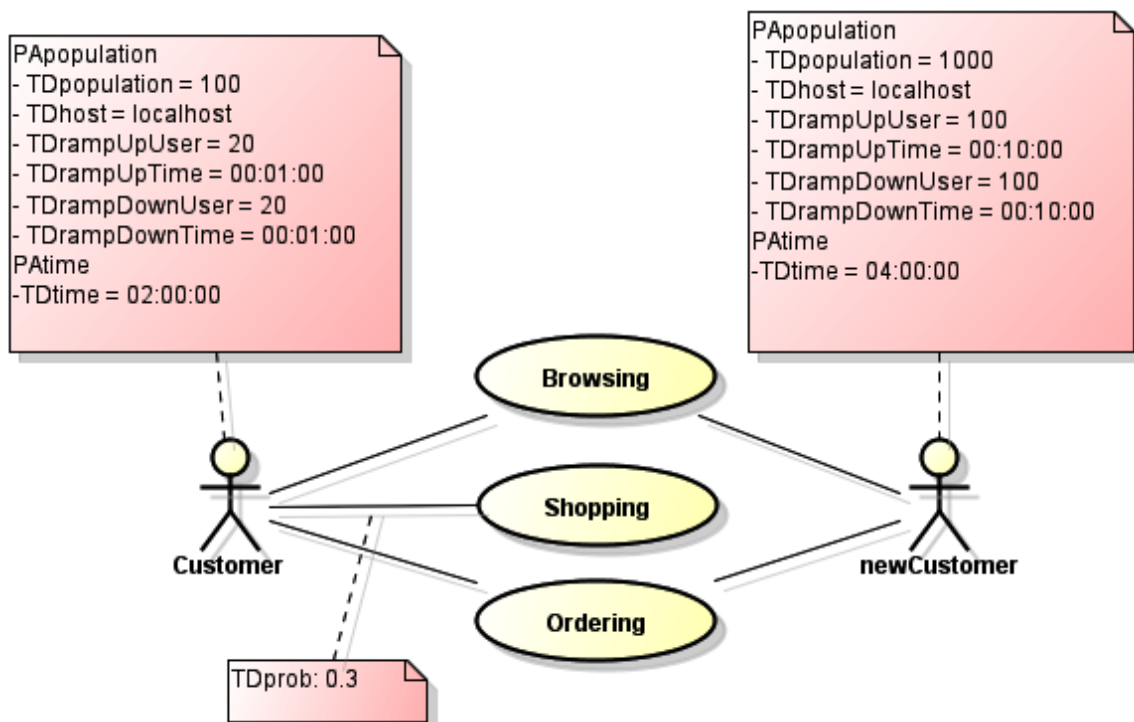 PApopulation
- TDpopulation = 100
- TDhost = localhost
- TDrampUpUser = 20
- TDrampUpTime = 00:01:00
- TDrampDownUser = 20
- TDrampDownTime = 00:01:00
PAtime
-TDtime = 02:00:00
PApopulation
- TDpopulation = 1000
- TDhost = localhost
- TDrampUpUser = 100
- TDrampUpTime = 00:10:00
- TDrampDownUser = 100
- TDrampDownTime = 00:10:00
PAtime
-TDtime = 04:00:00
Browsing
Shopping
Customer
newCustomer
Ordering
TDprob: 0.3